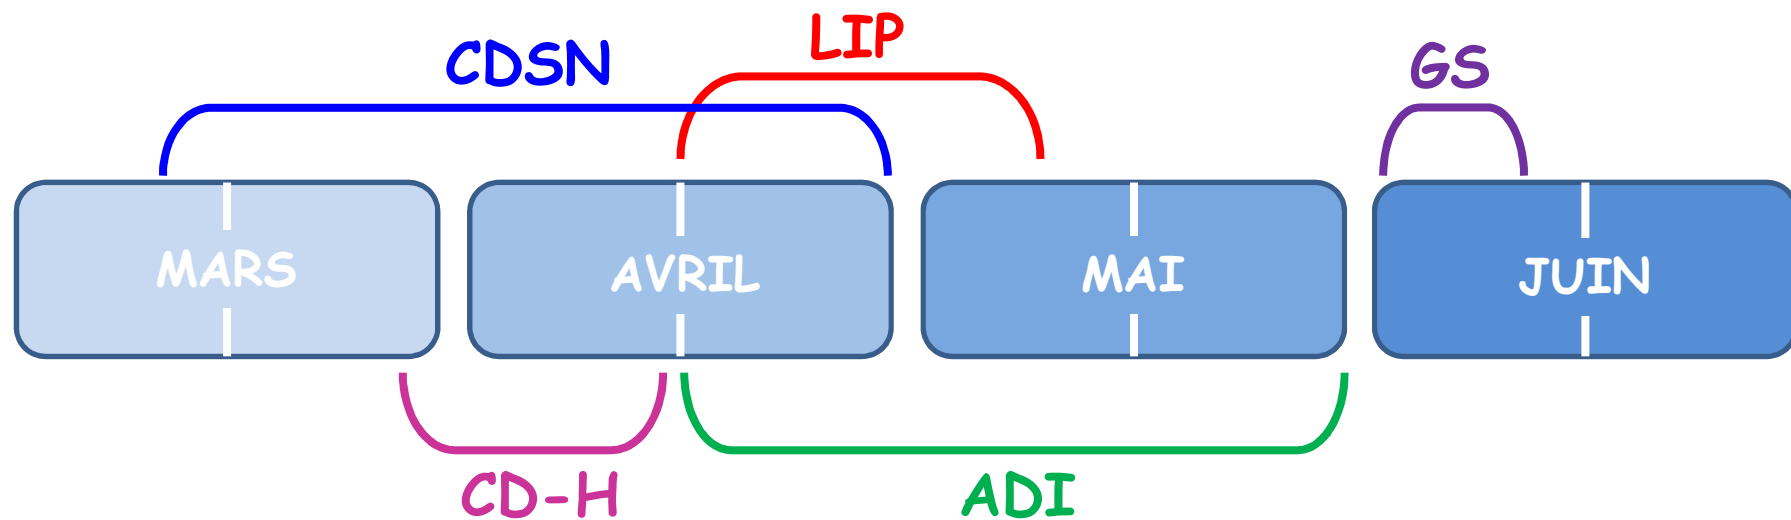 LIP
CDSN
GS
MARS
AVRIL
MAI
JUIN
CD-H
ADI